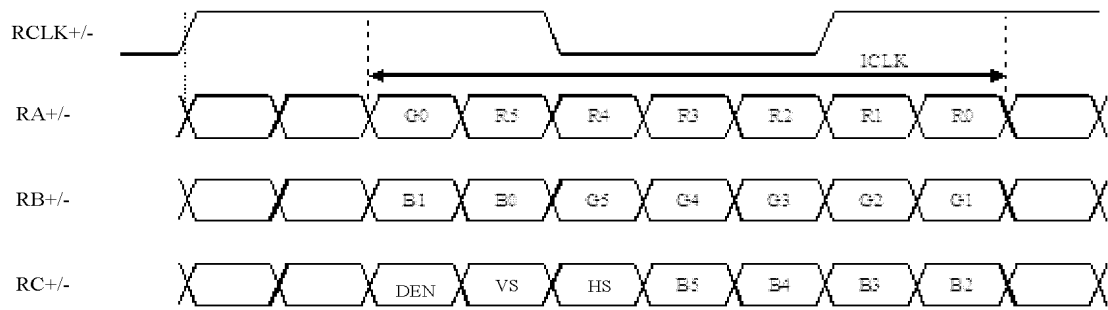 RCLK+/-
1CLK
RA+/- G0 R5 R4 R3 R2 R1 R0
RB+/- B1 B0 G5 G4 G3 G2 G1
RC+/- DEN VS HS B5 B4 B3 B2